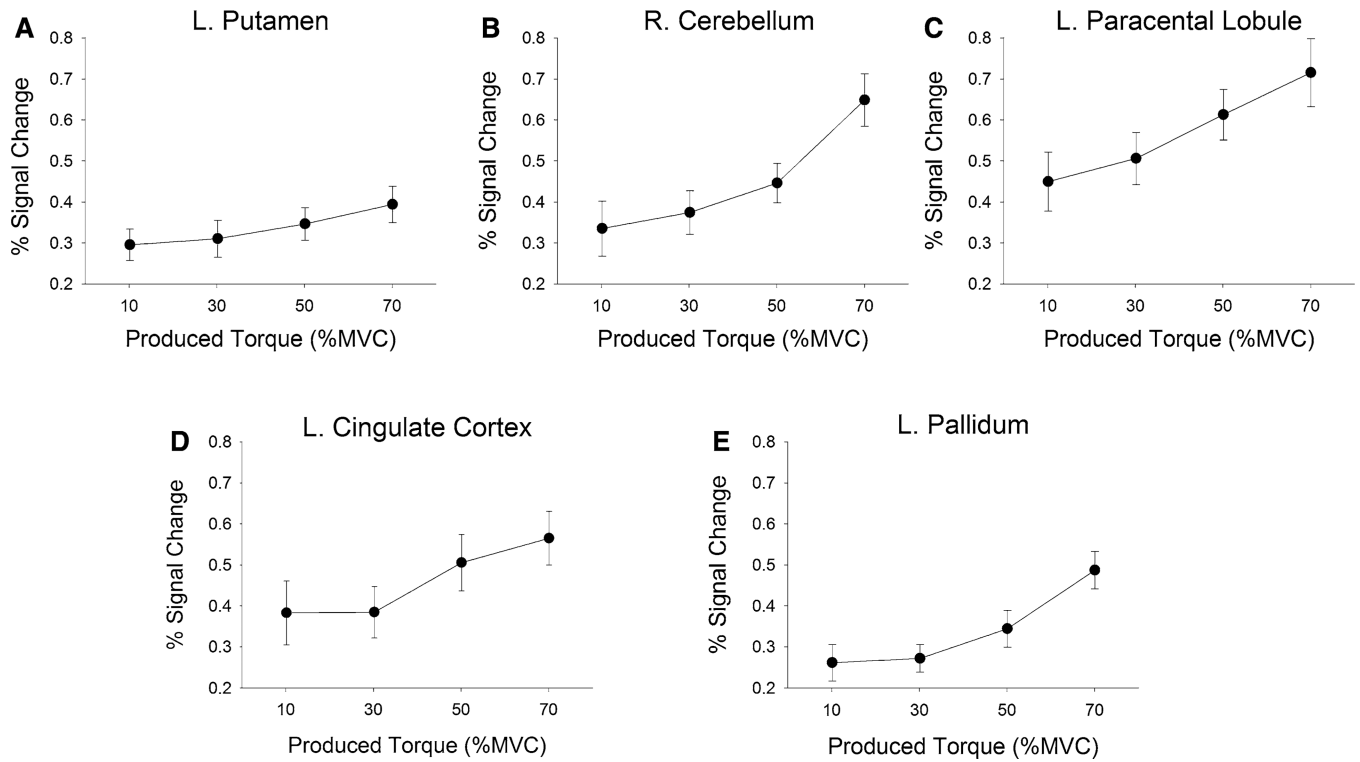 A
L. Putamen
% Signal Change
0.8
0.7
0.6
0.5
0.4
0.3
0.2
10 30 50 70
Produced Torque (%MVC)
B
R. Cerebellum
% Signal Change
0.8
0.7
0.6
0.5
0.4
0.3
0.2
10 30 50 70
Produced Torque (%MVC)
C
L. Paracental Lobule
% Signal Change
0.8
0.7
0.6
0.5
0.4
0.3
0.2
10 30 50 70
Produced Torque (%MVC)
D
L. Cingulate Cortex
% Signal Change
0.8
0.7
0.6
0.5
0.4
0.3
0.2
10 30 50 70
Produced Torque (%MVC)
E
L. Pallidum
% Signal Change
0.8
0.7
0.6
0.5
0.4
0.3
0.2
10 30 50 70
Produced Torque (%MVC)